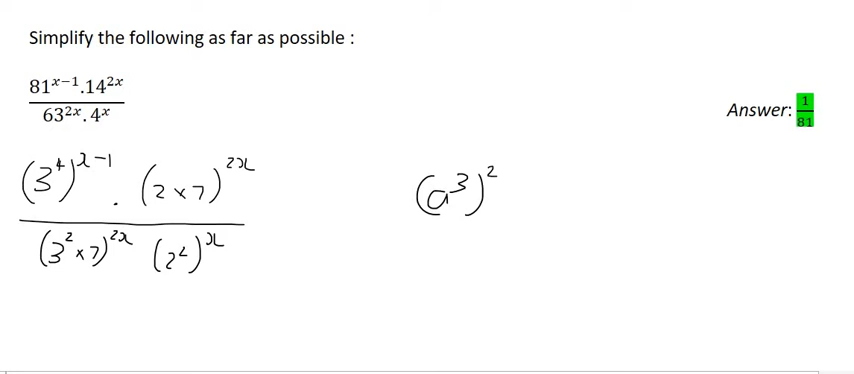 Simplify the following as far as possible :
81^{x−1}.14^{2x}
63^{2x}.4^x
Answer: 1/81
(3^4)^{x-1} . (2 × 7)^{2x}
(3^2 × 7)^{2x} (2^2)^x
(a^3)^2